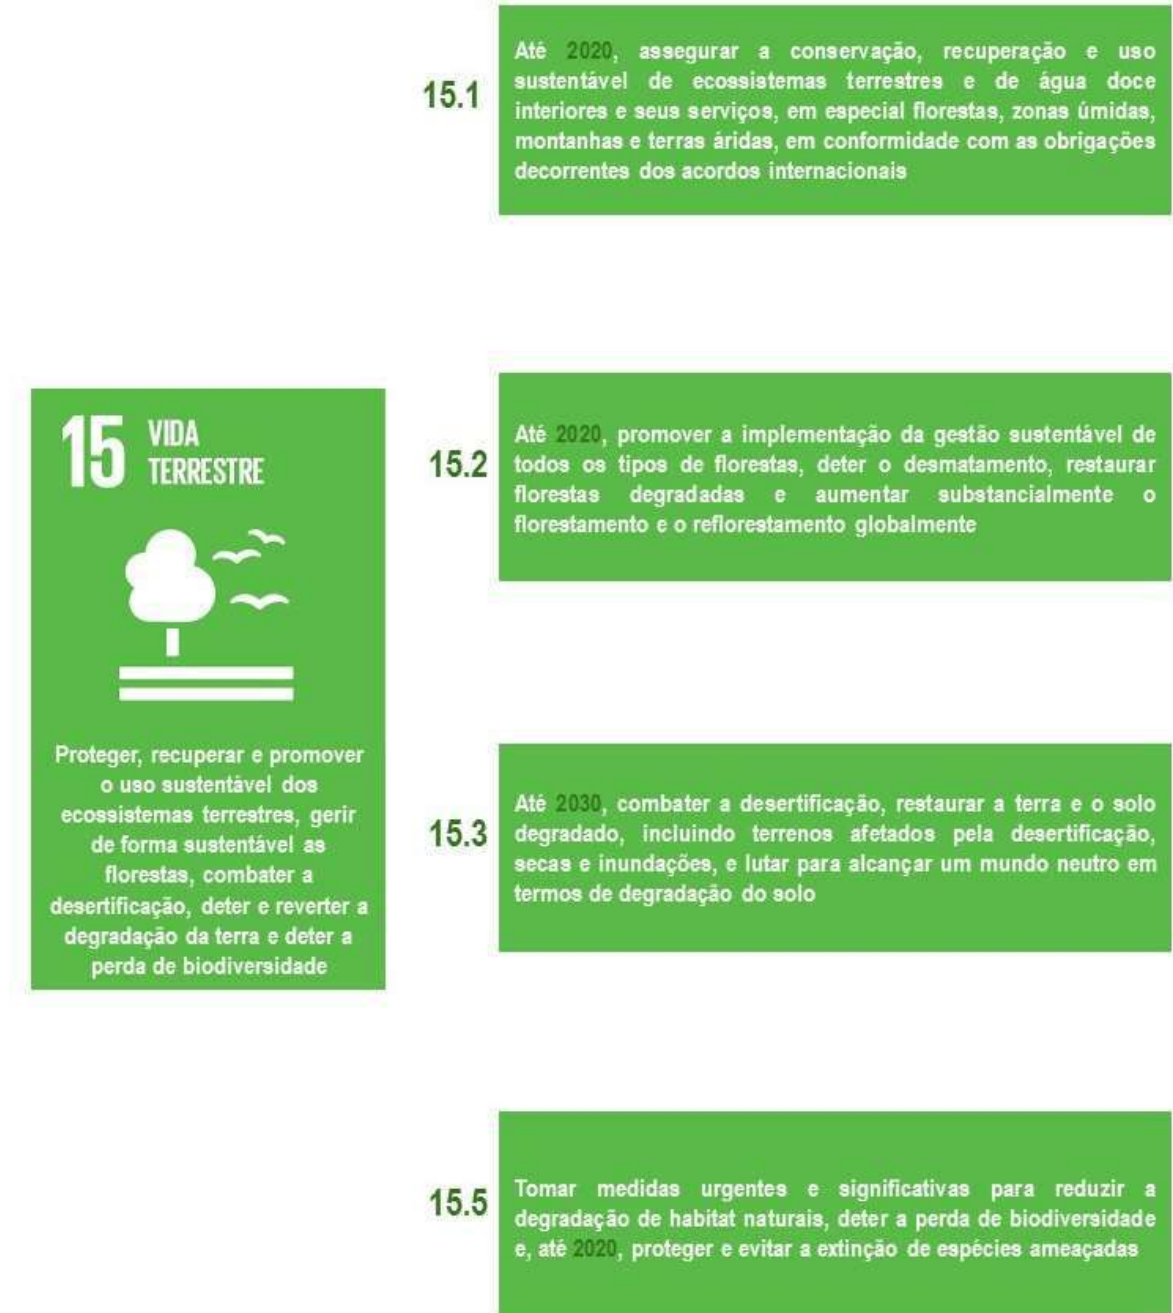 15.1
Até 2020, assegurar a conservação, recuperação e uso
sustentável de ecossistemas terrestres e de água doce
interiores e seus serviços, em especial florestas, zonas úmidas,
montanhas e terras áridas, em conformidade com as obrigações
decorrentes dos acordos internacionais
15 VIDA
TERRESTRE
Proteger, recuperar e promover
o uso sustentável dos
ecossistemas terrestres, gerir
de forma sustentável as
florestas, combater a
desertificação, deter e reverter a
degradação da terra e deter a
perda de biodiversidade
15.2
Até 2020, promover a implementação da gestão sustentável de
todos os tipos de florestas, deter o desmatamento, restaurar
florestas degradadas e aumentar substancialmente o
florestamento e o reflorestamento globalmente
15.3
Até 2030, combater a desertificação, restaurar a terra e o solo
degradado, incluindo terrenos afetados pela desertificação,
secas e inundações, e lutar para alcançar um mundo neutro em
termos de degradação do solo
15.5
Tomar medidas urgentes e significativas para reduzir a
degradação de habitat naturais, deter a perda de biodiversidade
e, até 2020, proteger e evitar a extinção de espécies ameaçadas